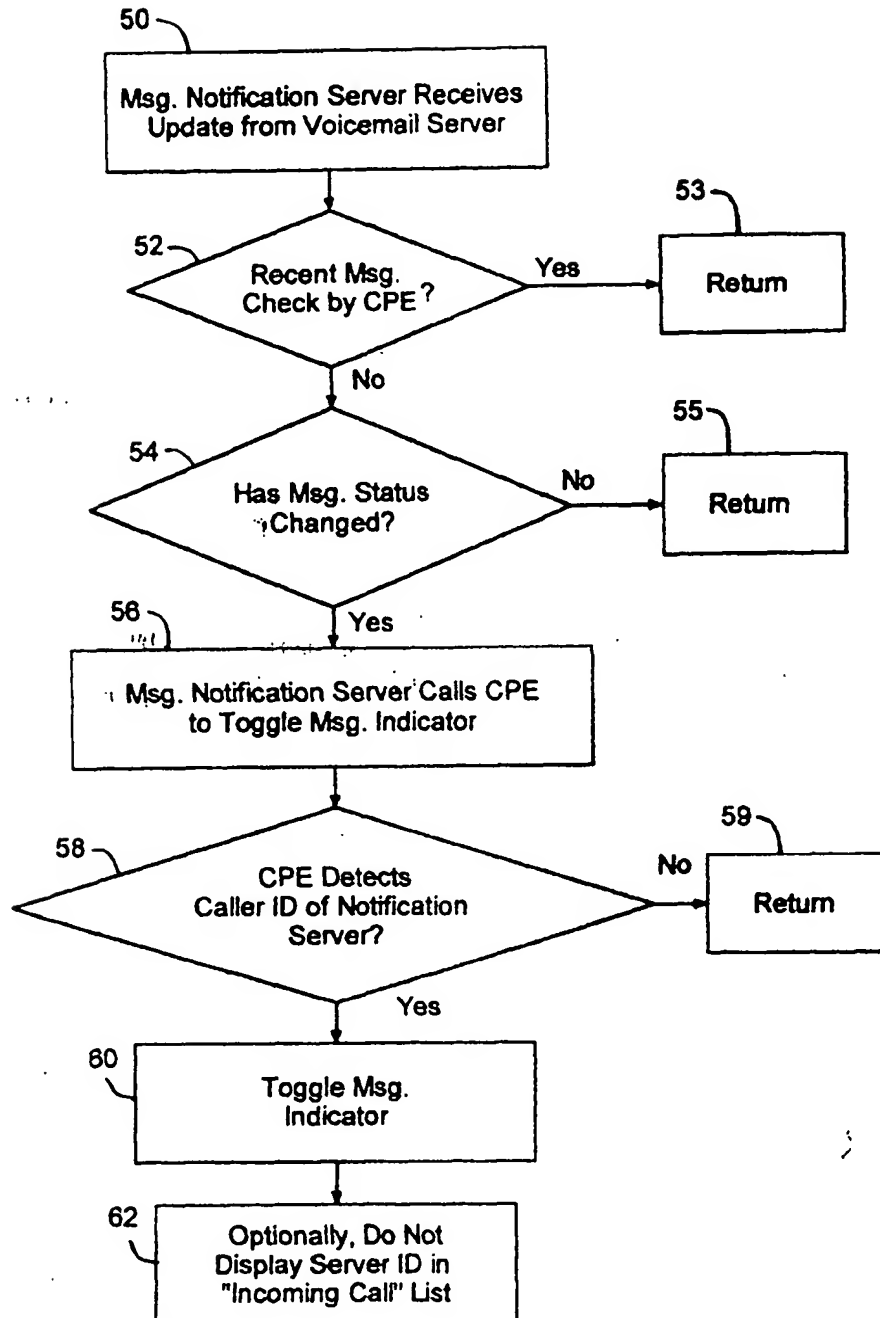 50
Msg. Notification Server Receives
Update from Voicemail Server
52
Recent Msg.
Check by CPE?
Yes
53
Return
No
54
Has Msg. Status
Changed?
No
55
Return
Yes
56
Msg. Notification Server Calls CPE
to Toggle Msg. Indicator
58
CPE Detects
Caller ID of Notification
Server?
No
59
Return
Yes
60
Toggle Msg.
Indicator
62
Optionally, Do Not
Display Server ID in
"Incoming Call" List